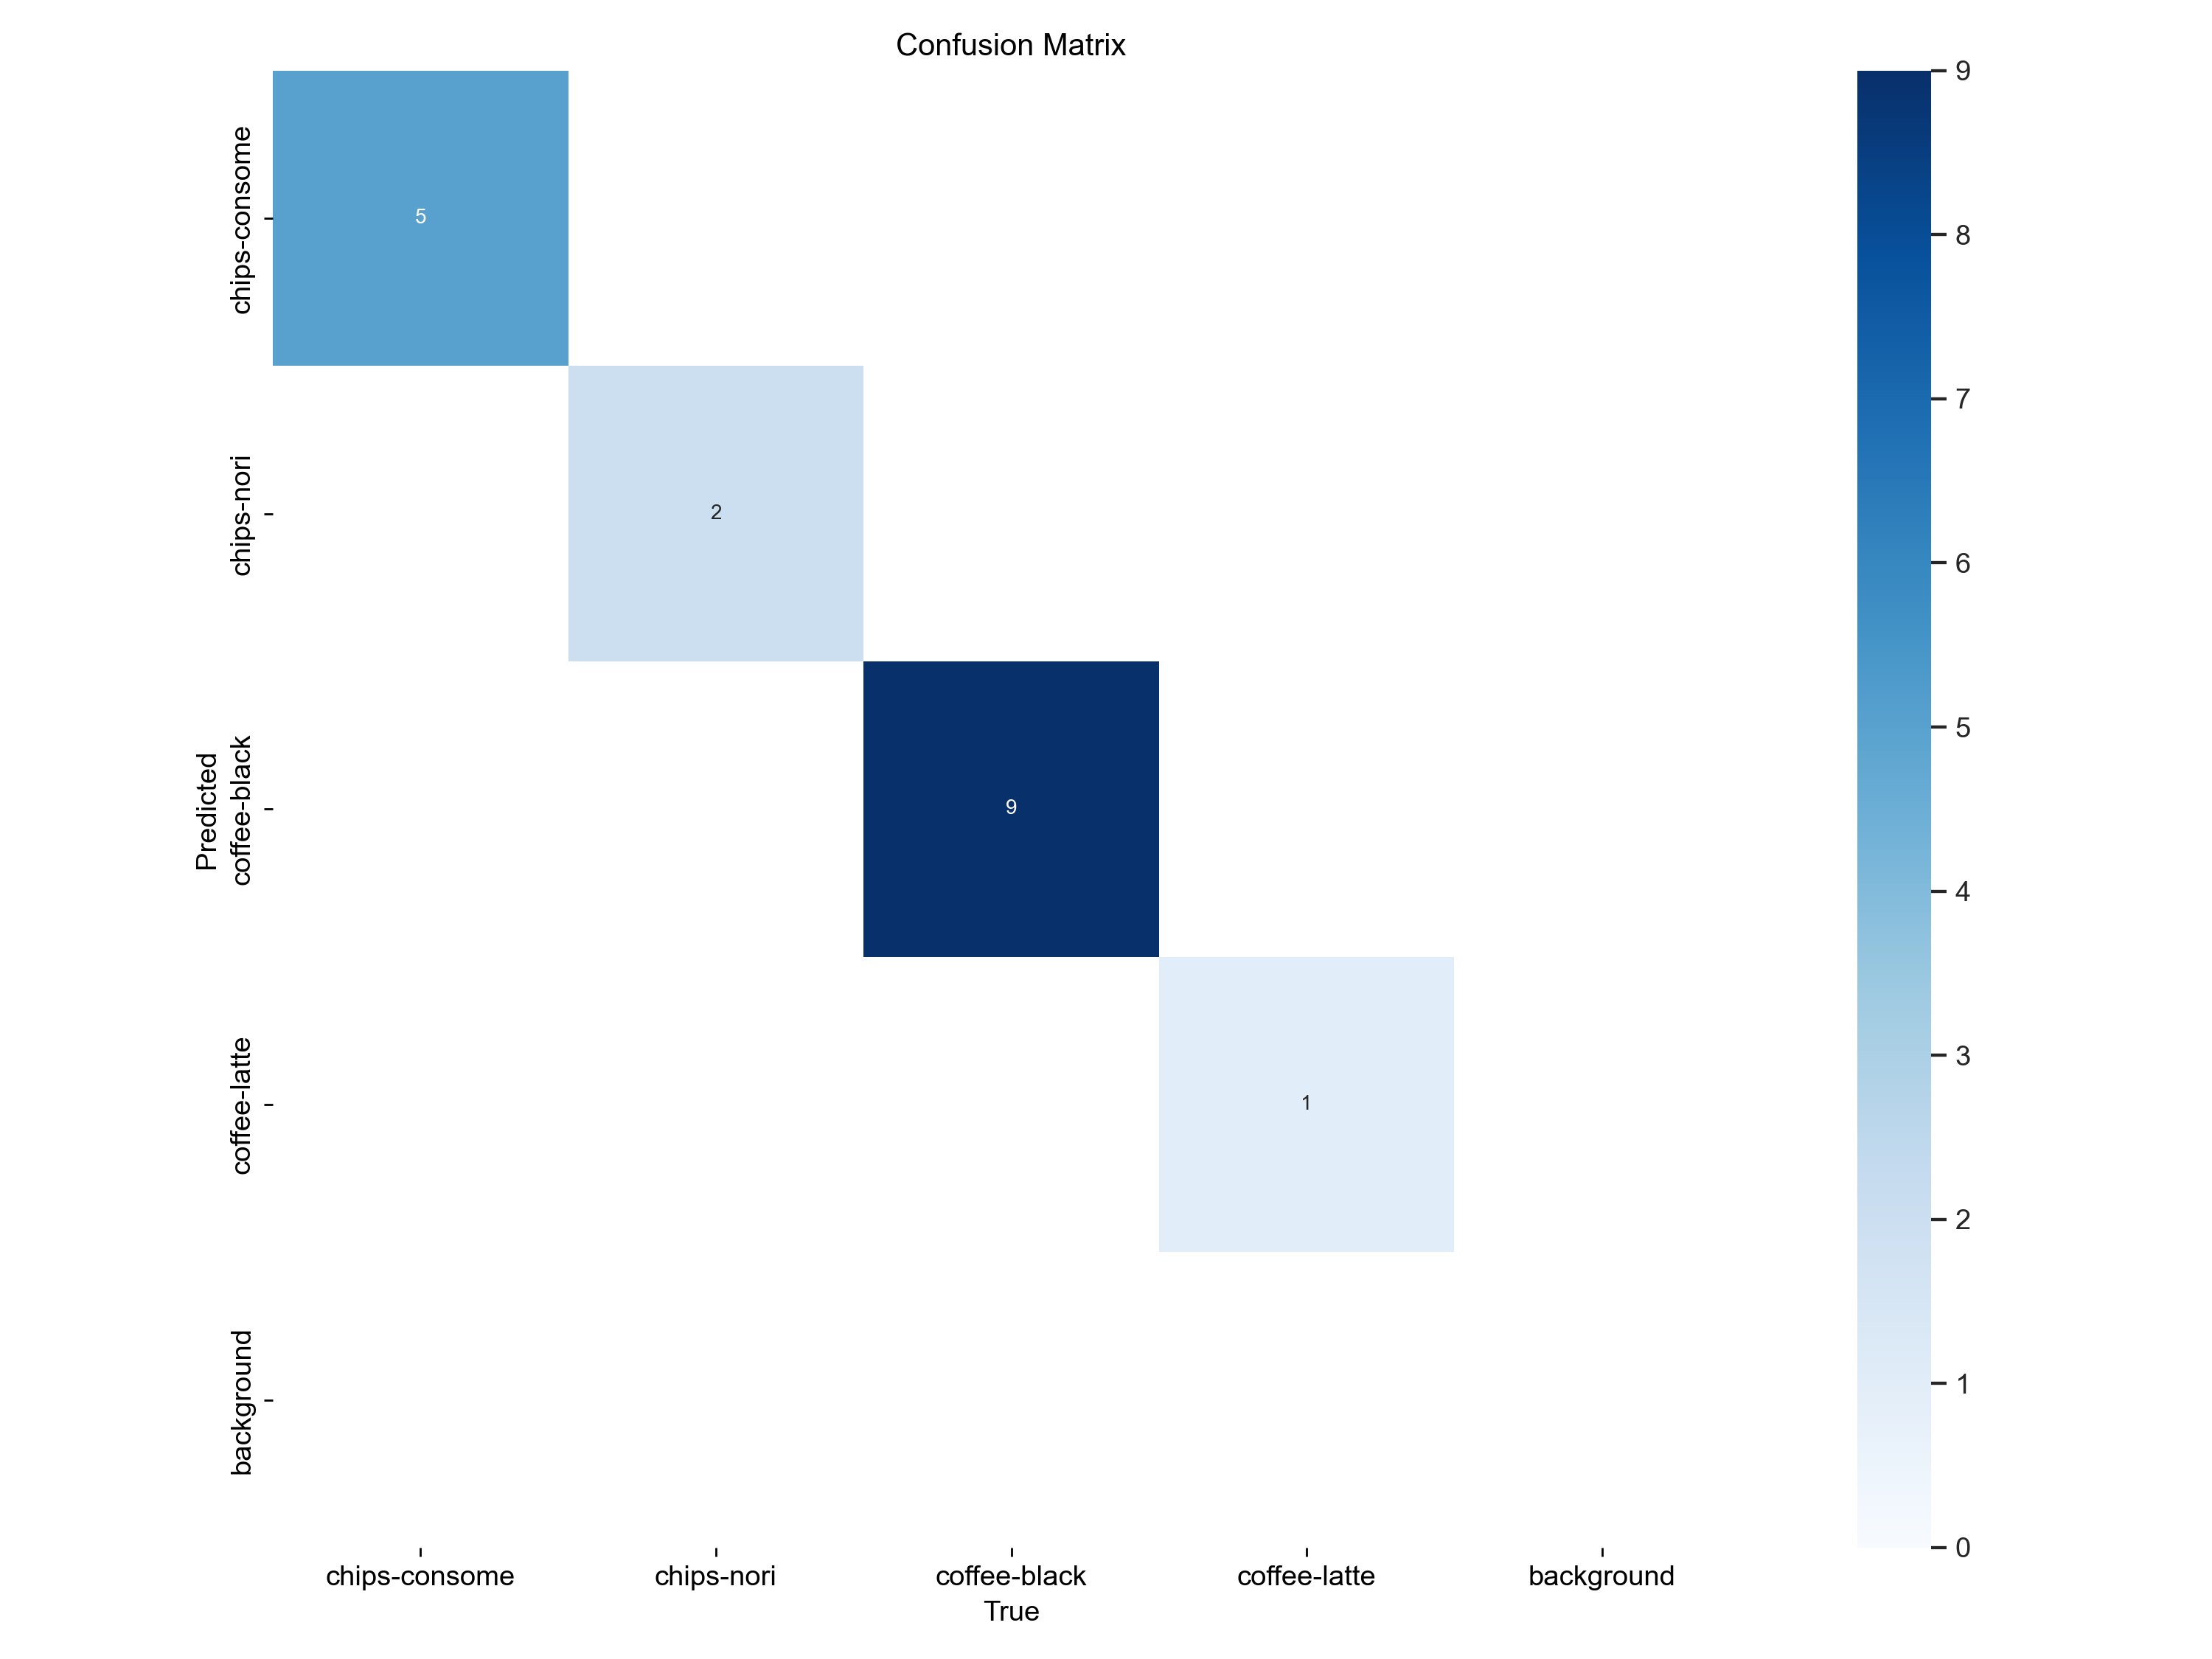 Confusion Matrix
chips-consome
chips-nori
coffee-black
coffee-latte
background
Predicted
5
2
9
1
chips-consome
chips-nori
coffee-black
coffee-latte
background
True
9
8
7
6
5
4
3
2
1
0